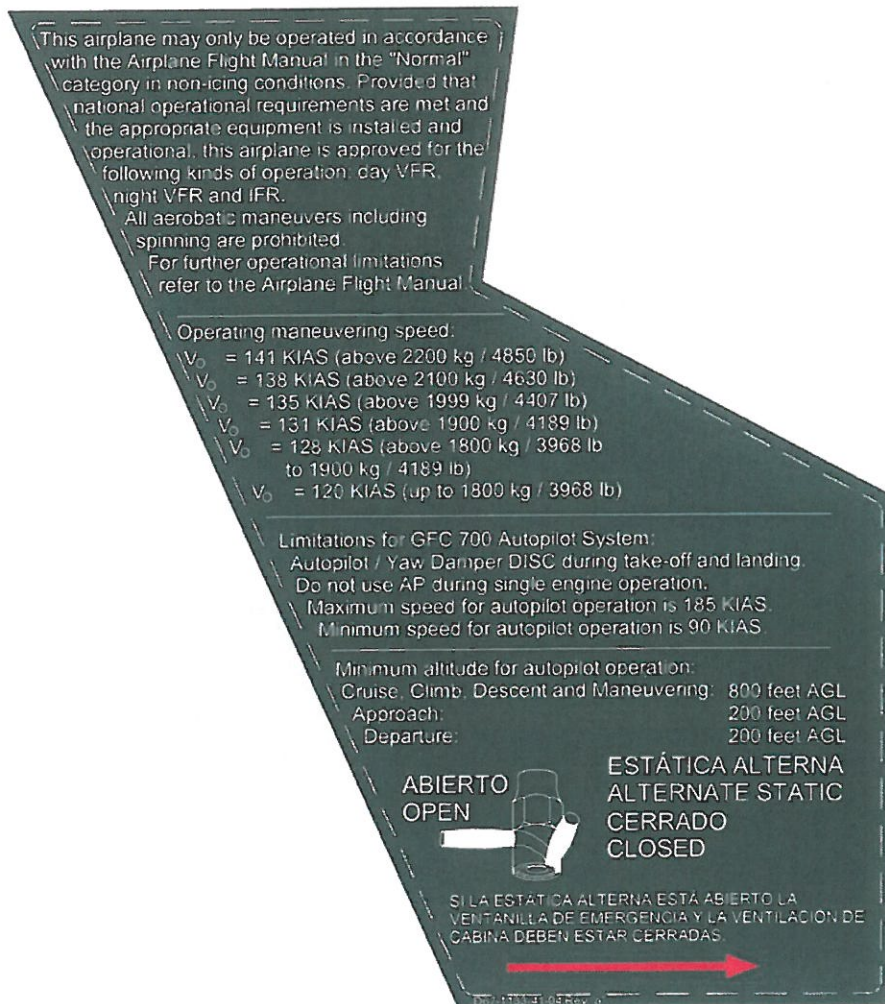 This airplane may only be operated in accordance
with the Airplane Flight Manual in the "Normal"
category in non-icing conditions. Provided that
national operational requirements are met and
the appropriate equipment is installed and
operational, this airplane is approved for the
following kinds of operation: day VFR,
night VFR and IFR.
All aerobatic maneuvers including
spinning are prohibited.
For further operational limitations
refer to the Airplane Flight Manual.
Operating maneuvering speed:
VO = 141 KIAS (above 2200 kg / 4850 lb)
VO = 138 KIAS (above 2100 kg / 4630 lb)
VO = 135 KIAS (above 1999 kg / 4407 lb)
VO = 131 KIAS (above 1900 kg / 4189 lb)
VO = 128 KIAS (above 1800 kg / 3968 lb
to 1900 kg / 4189 lb)
VO = 120 KIAS (up to 1800 kg / 3968 lb)
Limitations for GFC 700 Autopilot System:
Autopilot / Yaw Damper DISC during take-off and landing.
Do not use AP during single engine operation.
Maximum speed for autopilot operation is 185 KIAS.
Minimum speed for autopilot operation is 90 KIAS
Minimum altitude for autopilot operation:
Cruise, Climb, Descent and Maneuvering: 800 feet AGL
Approach: 200 feet AGL
Departure: 200 feet AGL
ABIERTO
OPEN
ESTÁTICA ALTERNA
ALTERNATE STATIC
CERRADO
CLOSED
SI LA ESTÁTICA ALTERNA ESTÁ ABIERTO LA
VENTANILLA DE EMERGENCIA Y LA VENTILACION DE
CABINA DEBEN ESTAR CERRADAS.